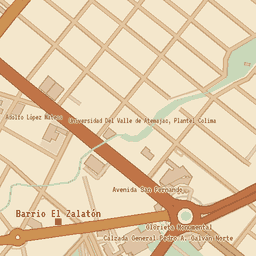 Río
Adolfo López Mateos
Universidad Del Valle de Atemajac, Plantel Colima
Avenida San Fernando
Barrio El Zalatón
Glorieta Monumental
Calzada General Pedro A. Galván Norte